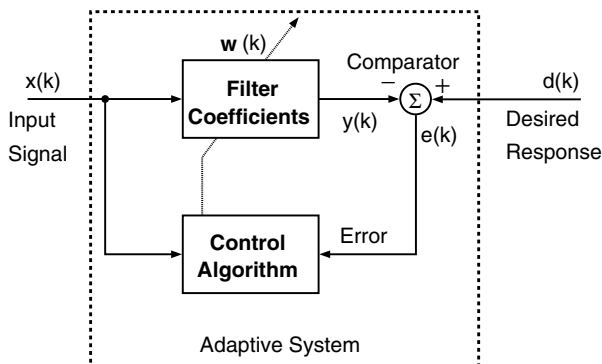 w (k)
x(k)
Input
Signal
Filter
Coefficients
Comparator
− +
Σ
y(k)
e(k)
d(k)
Desired
Response
Control
Algorithm
Error
Adaptive System